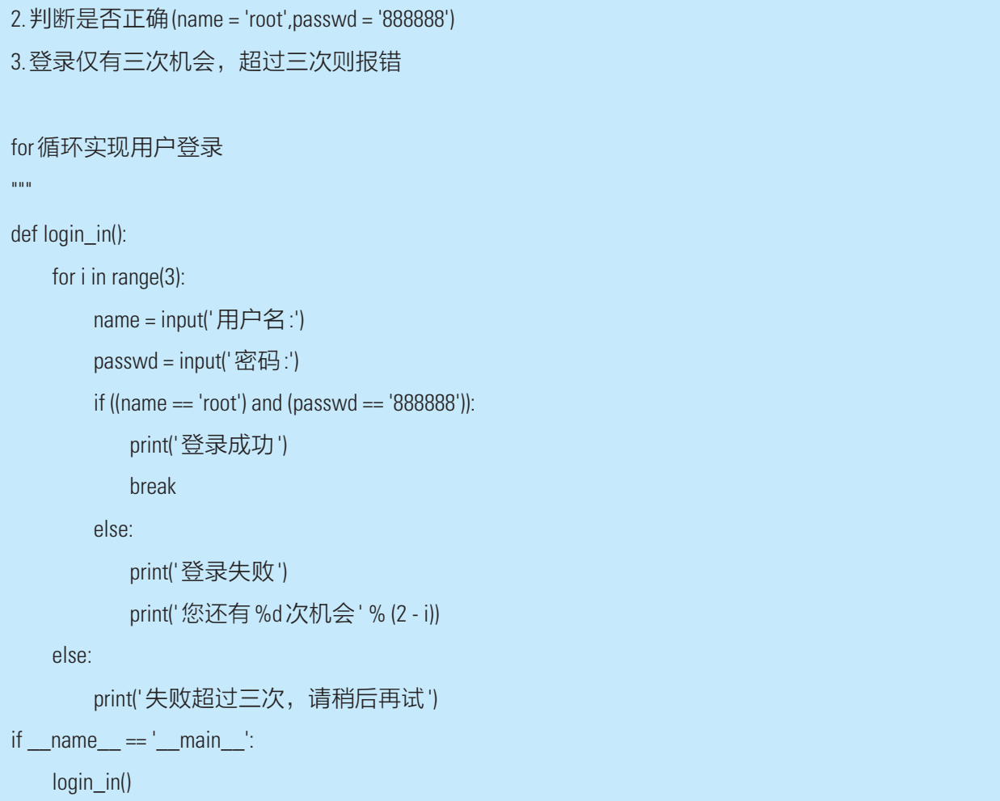 2. 判断是否正确 (name = 'root',passwd = '888888')
3. 登录仅有三次机会，超过三次则报错
for 循环实现用户登录
"""
def login_in():
    for i in range(3):
        name = input(' 用户名 :')
        passwd = input(' 密码 :')
        if ((name == 'root') and (passwd == '888888')):
            print(' 登录成功 ')
            break
        else:
            print(' 登录失败 ')
            print(' 您还有 %d 次机会 ' % (2 - i))
    else:
        print(' 失败超过三次，请稍后再试 ')
if __name__ == '__main__':
    login_in()